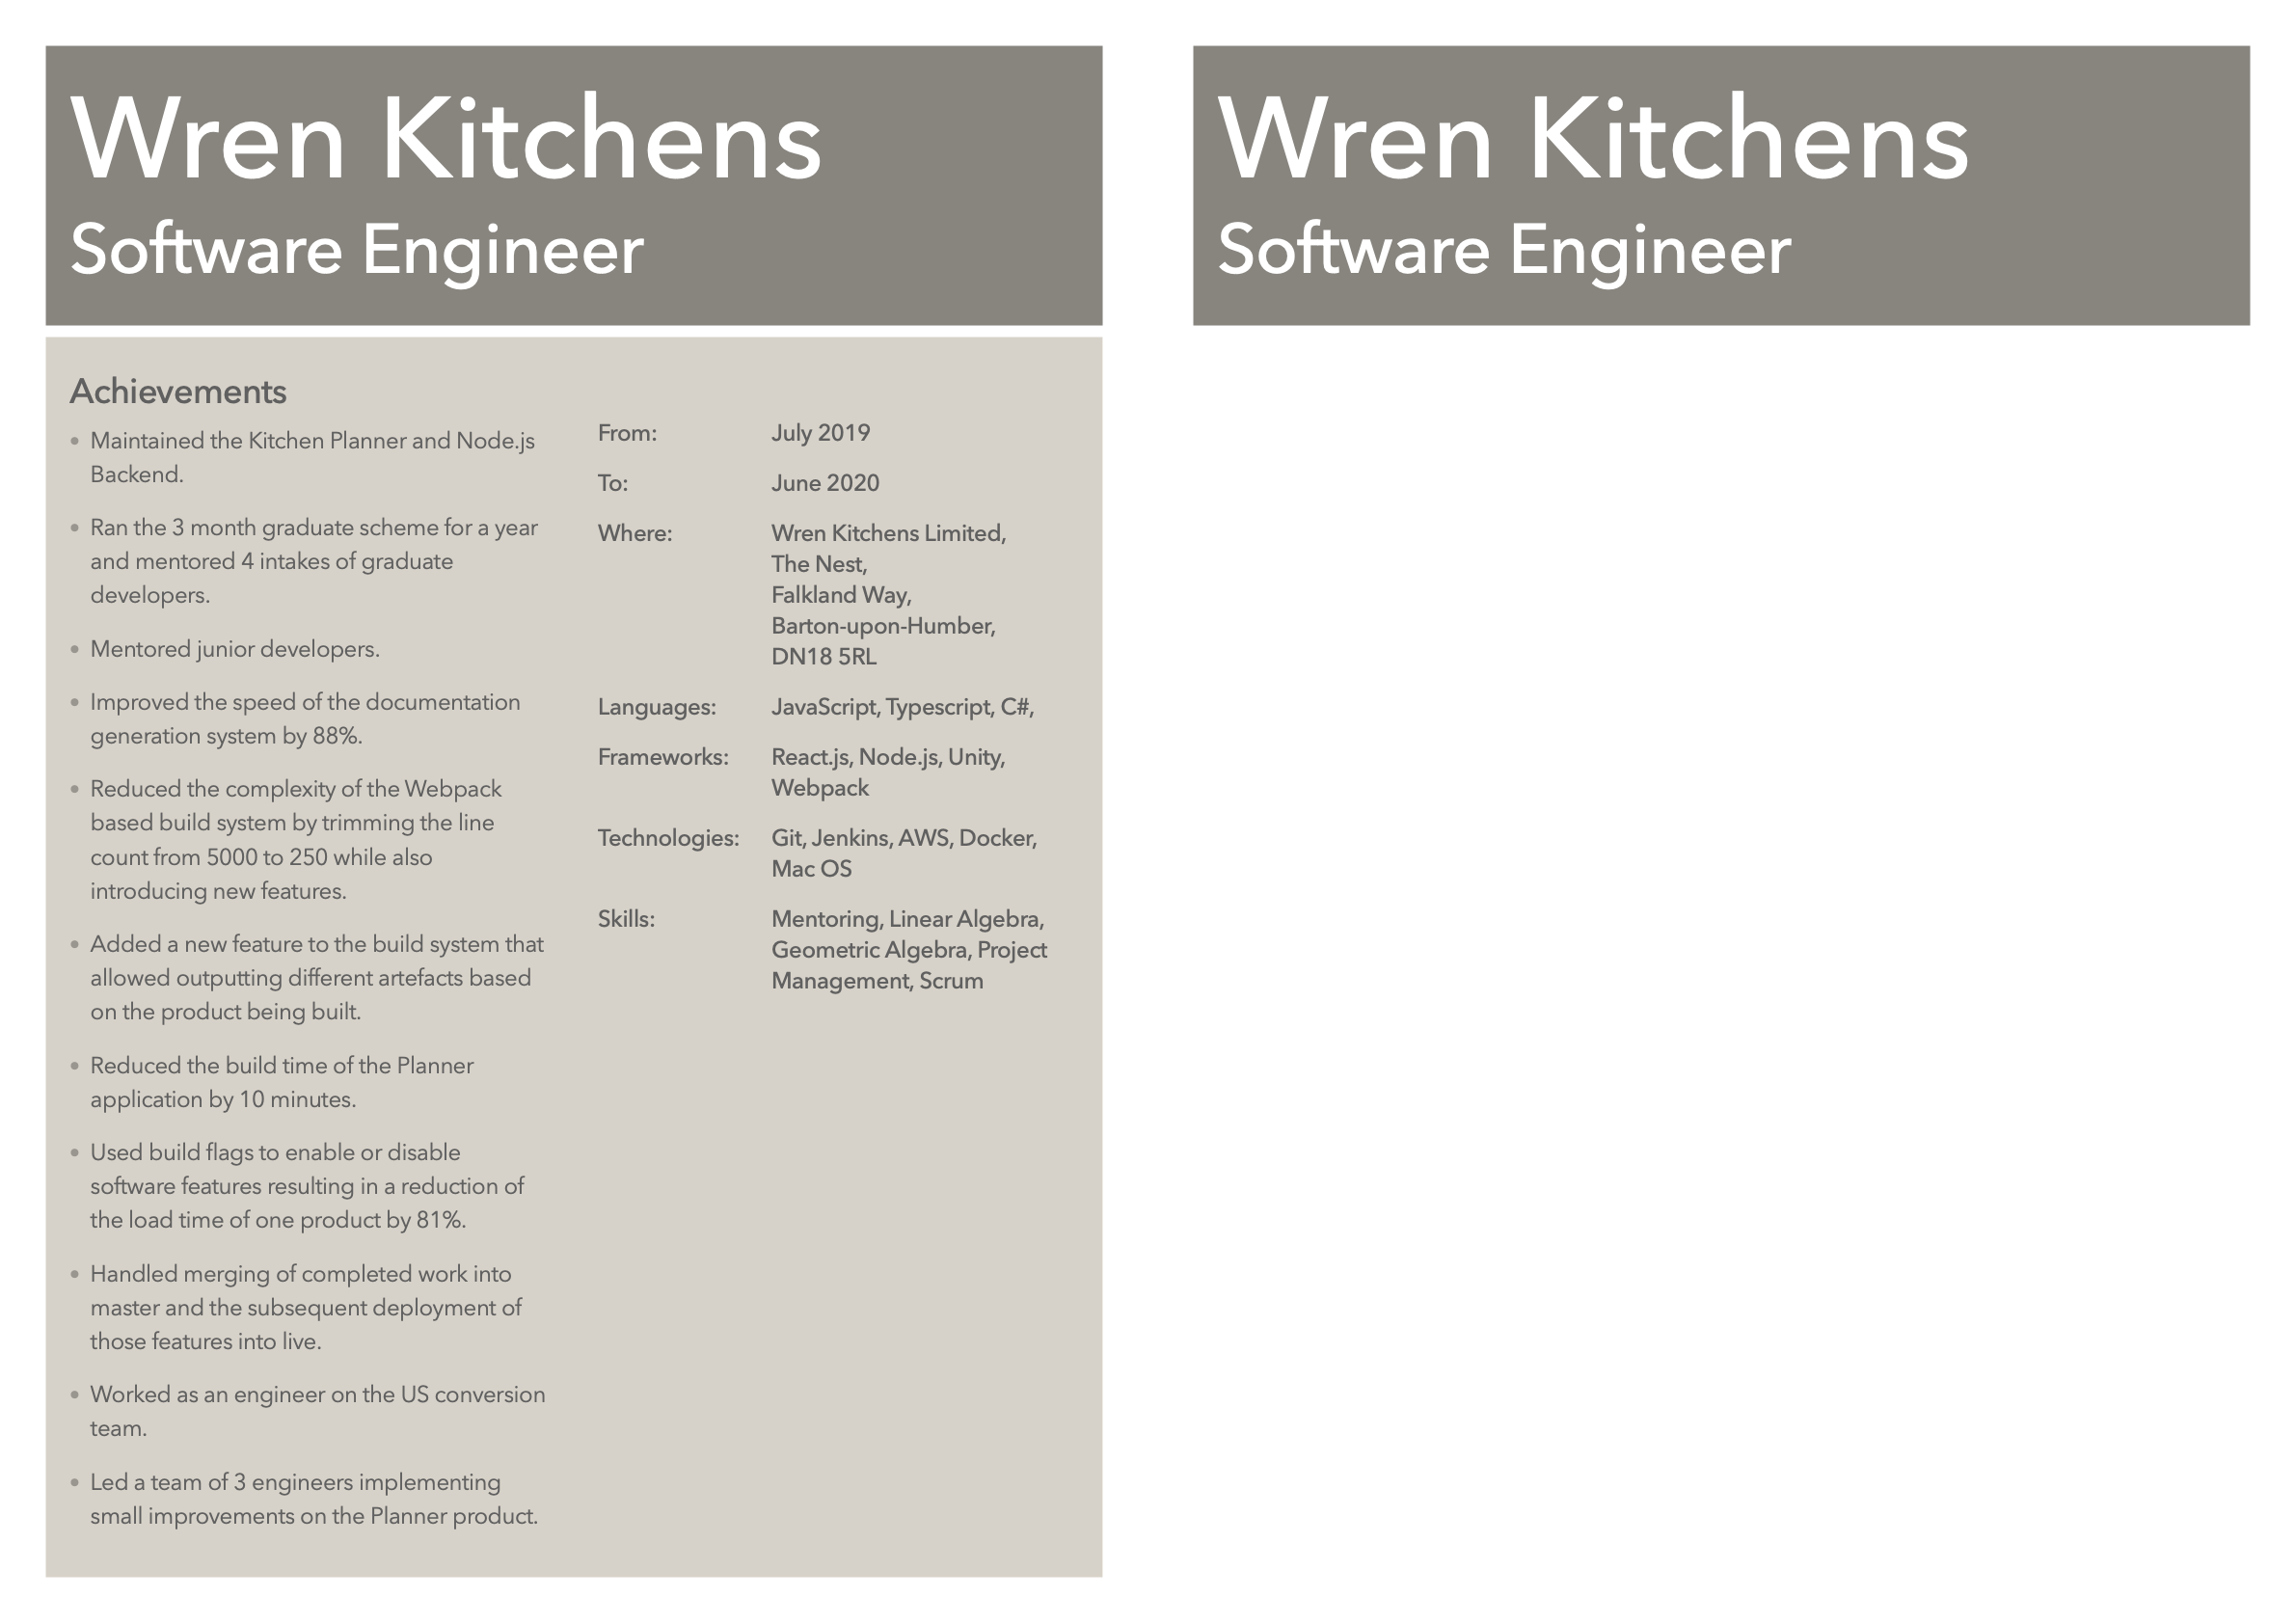 Wren Kitchens
Software Engineer
Achievements
• Maintained the Kitchen Planner and Node.js
Backend.
• Ran the 3 month graduate scheme for a year
and mentored 4 intakes of graduate
developers.
• Mentored junior developers.
• Improved the speed of the documentation
generation system by 88%.
• Reduced the complexity of the Webpack
based build system by trimming the line
count from 5000 to 250 while also
introducing new features.
• Added a new feature to the build system that
allowed outputting different artefacts based
on the product being built.
• Reduced the build time of the Planner
application by 10 minutes.
• Used build flags to enable or disable
software features resulting in a reduction of
the load time of one product by 81%.
• Handled merging of completed work into
master and the subsequent deployment of
those features into live.
• Worked as an engineer on the US conversion
team.
• Led a team of 3 engineers implementing
small improvements on the Planner product.
From: July 2019
To: June 2020
Where: Wren Kitchens Limited,
The Nest,
Falkland Way,
Barton-upon-Humber,
DN18 5RL
Languages: JavaScript, Typescript, C#,
Frameworks: React.js, Node.js, Unity,
Webpack
Technologies: Git, Jenkins, AWS, Docker,
Mac OS
Skills: Mentoring, Linear Algebra,
Geometric Algebra, Project
Management, Scrum
Wren Kitchens
Software Engineer